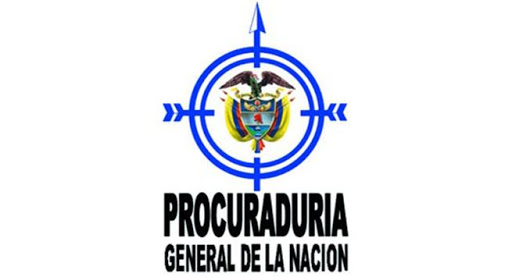 PROCURADURIA
GENERAL DE LA NACION